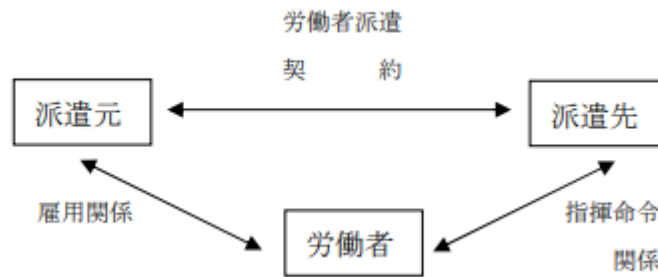 労働者派遣
契　　約
派遣元
派遣先
雇用関係
指揮命令
関係
労働者